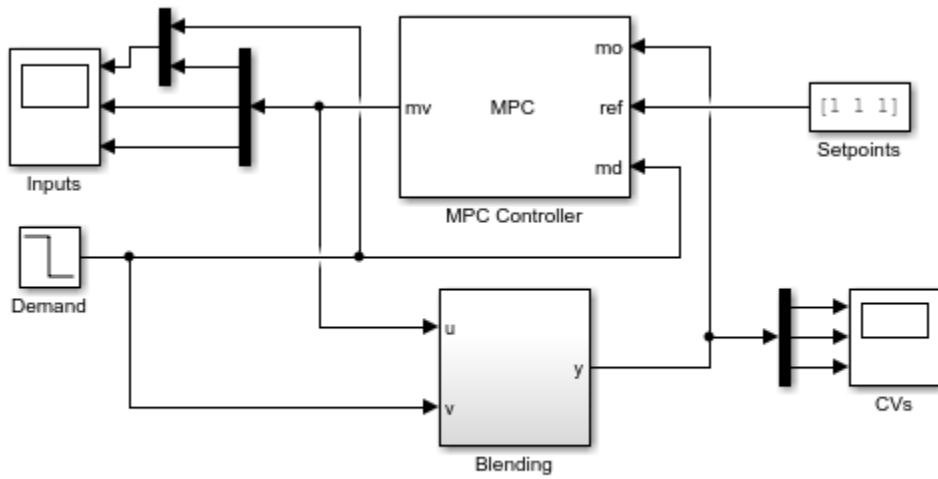 mo
mv
MPC
ref
[1 1 1]
Setpoints
md
Inputs
MPC Controller
Demand
u
y
v
CVs
Blending